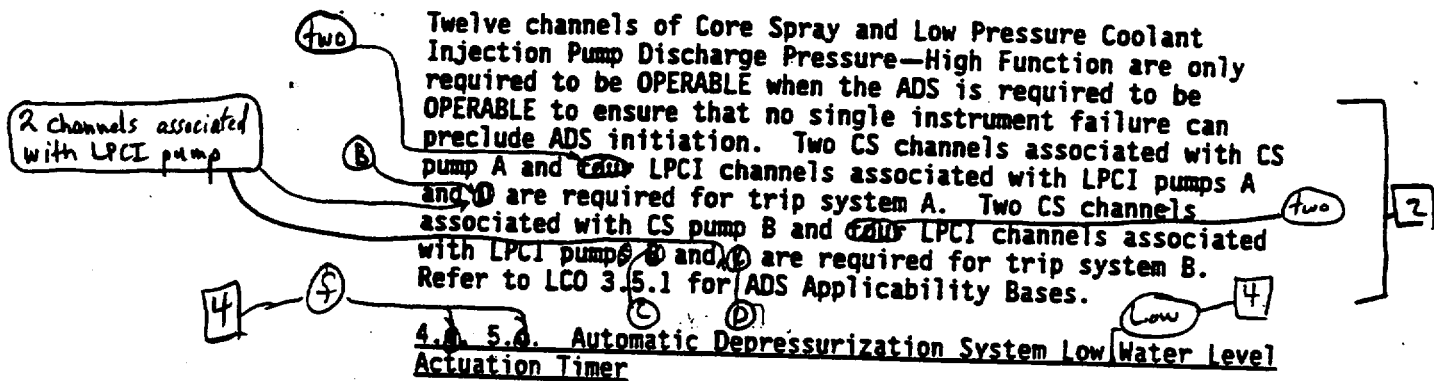 two
Twelve channels of Core Spray and Low Pressure Coolant
Injection Pump Discharge Pressure—High Function are only
required to be OPERABLE when the ADS is required to be
OPERABLE to ensure that no single instrument failure can
2 channels associated
with LPCI pump
preclude ADS initiation. Two CS channels associated with CS
B
pump A and four LPCI channels associated with LPCI pumps A
and D are required for trip system A. Two CS channels
two
2
associated with CS pump B and four LPCI channels associated
with LPCI pumps B and are required for trip system B.
Refer to LCO 3.5.1 for ADS Applicability Bases.
4
f
C
D
Low
4
4. 5. Automatic Depressurization System Low Water Level
Actuation Timer